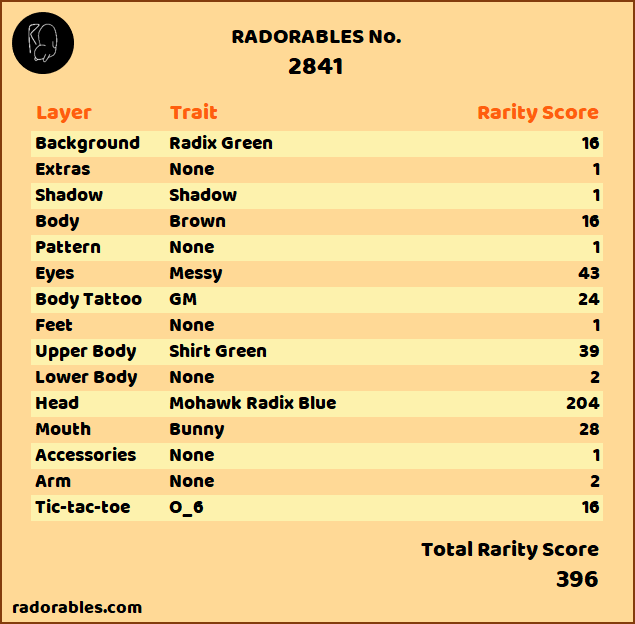 RADORABLES No.
2841
Layer Trait Rarity Score
Background Radix Green 16
Extras None 1
Shadow Shadow 1
Body Brown 16
Pattern None 1
Eyes Messy 43
Body Tattoo GM 24
Feet None 1
Upper Body Shirt Green 39
Lower Body None 2
Head Mohawk Radix Blue 204
Mouth Bunny 28
Accessories None 1
Arm None 2
Tic-tac-toe O_6 16
Total Rarity Score
396
radorables.com